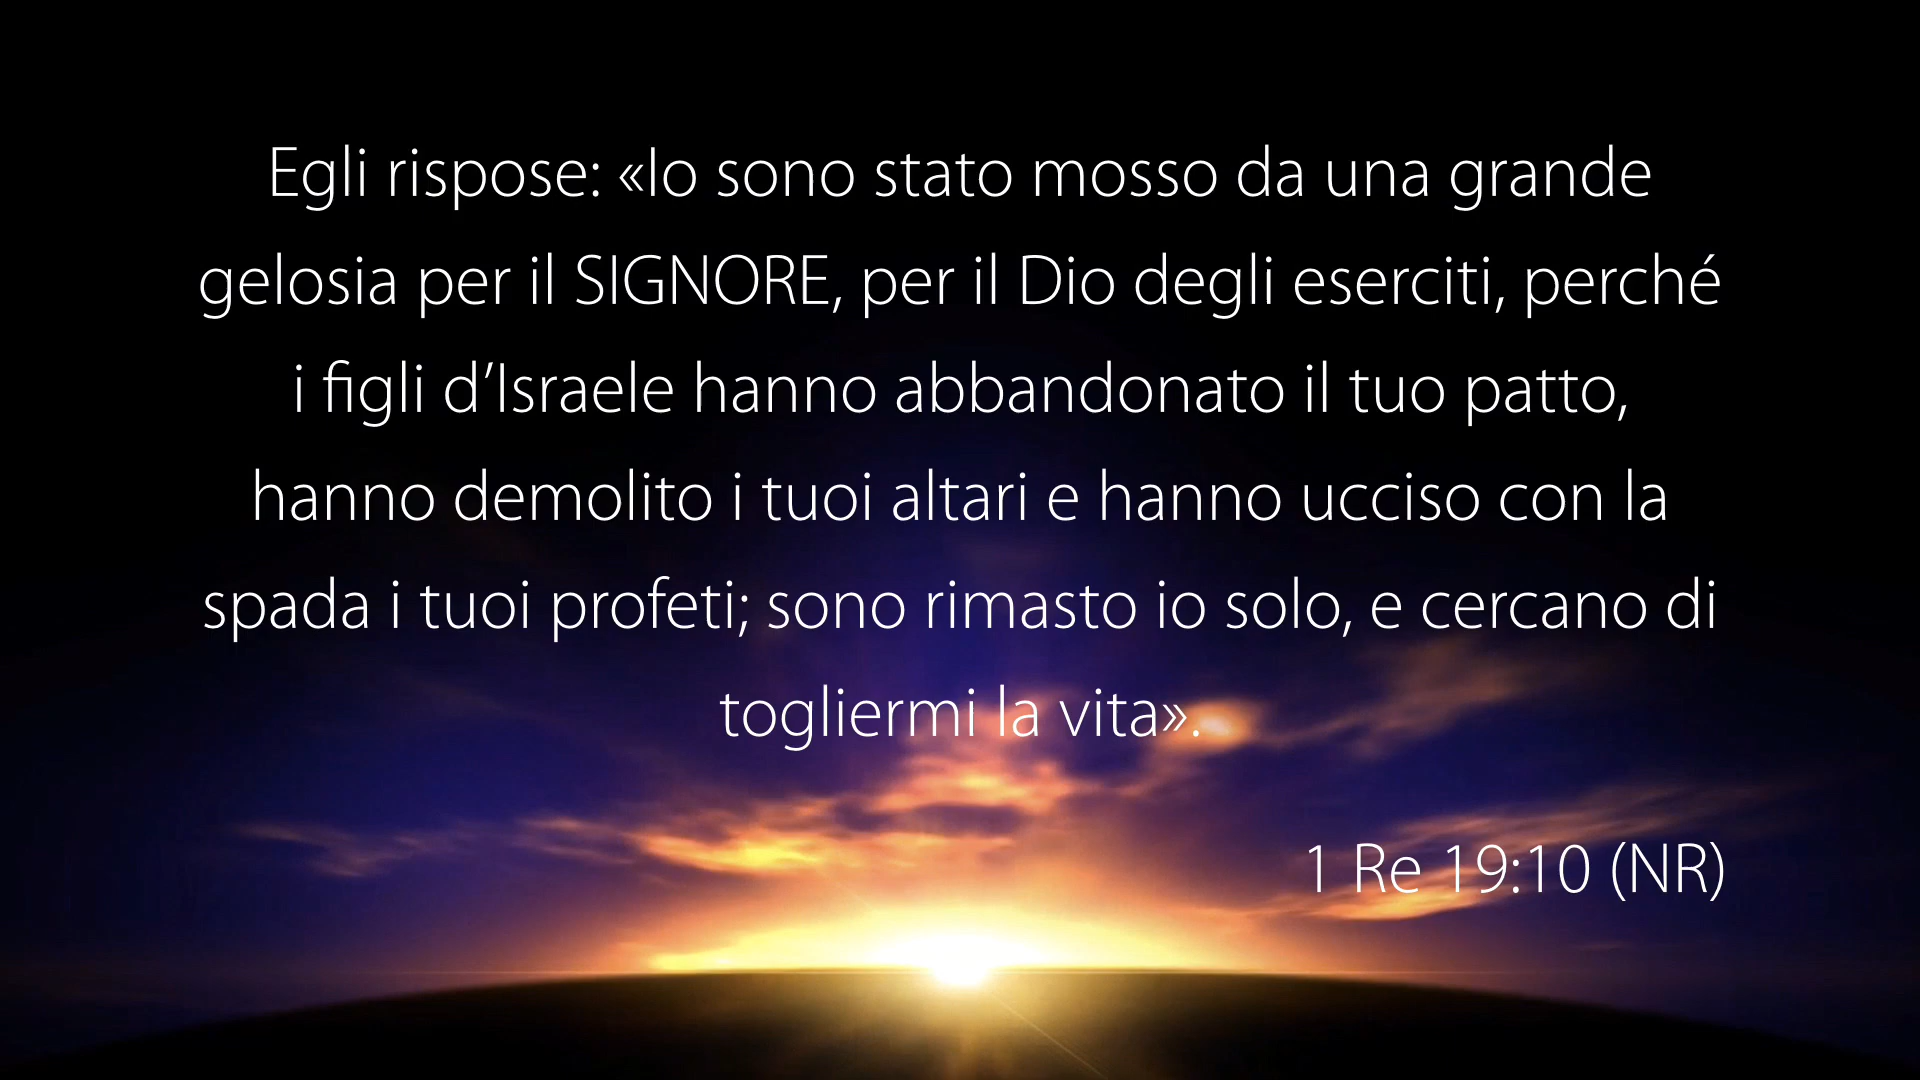 Egli rispose: «Io sono stato mosso da una grande
gelosia per il SIGNORE, per il Dio degli eserciti, perché
i figli d’Israele hanno abbandonato il tuo patto,
hanno demolito i tuoi altari e hanno ucciso con la
spada i tuoi profeti; sono rimasto io solo, e cercano di
togliermi la vita».
1 Re 19:10 (NR)